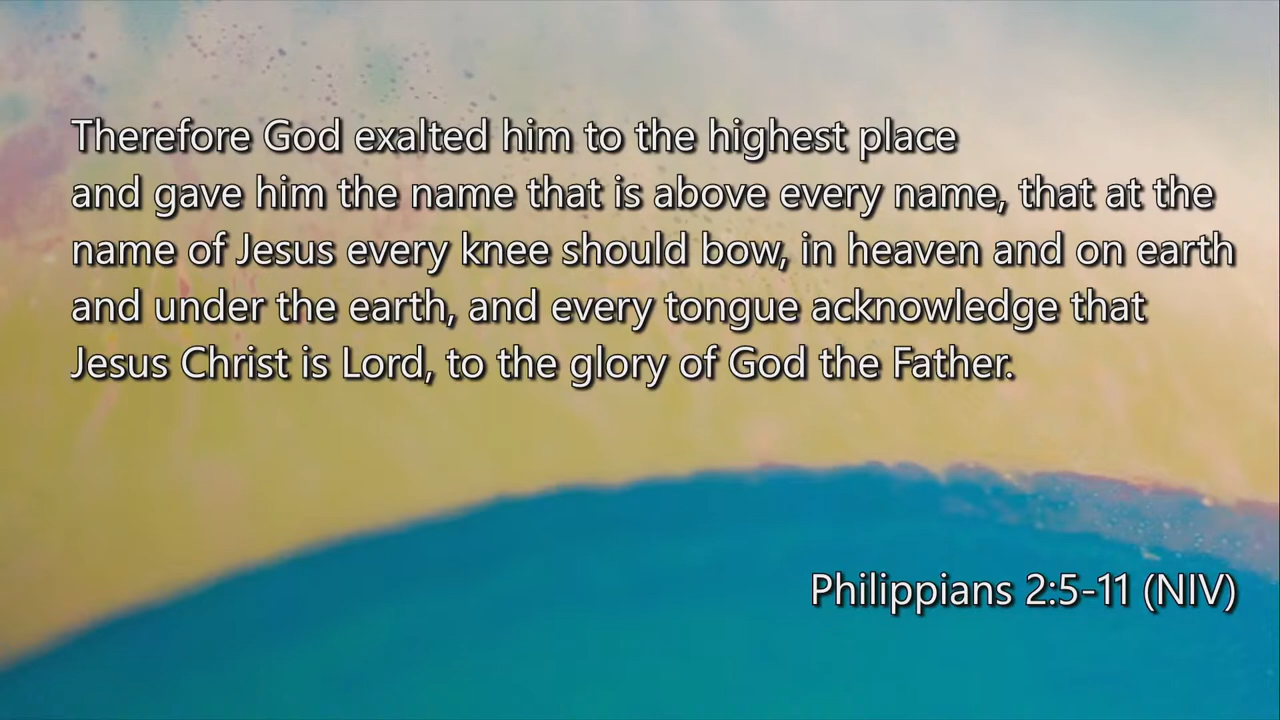 Therefore God exalted him to the highest place
and gave him the name that is above every name, that at the
name of Jesus every knee should bow, in heaven and on earth
and under the earth, and every tongue acknowledge that
Jesus Christ is Lord, to the glory of God the Father.
Philippians 2:5-11 (NIV)